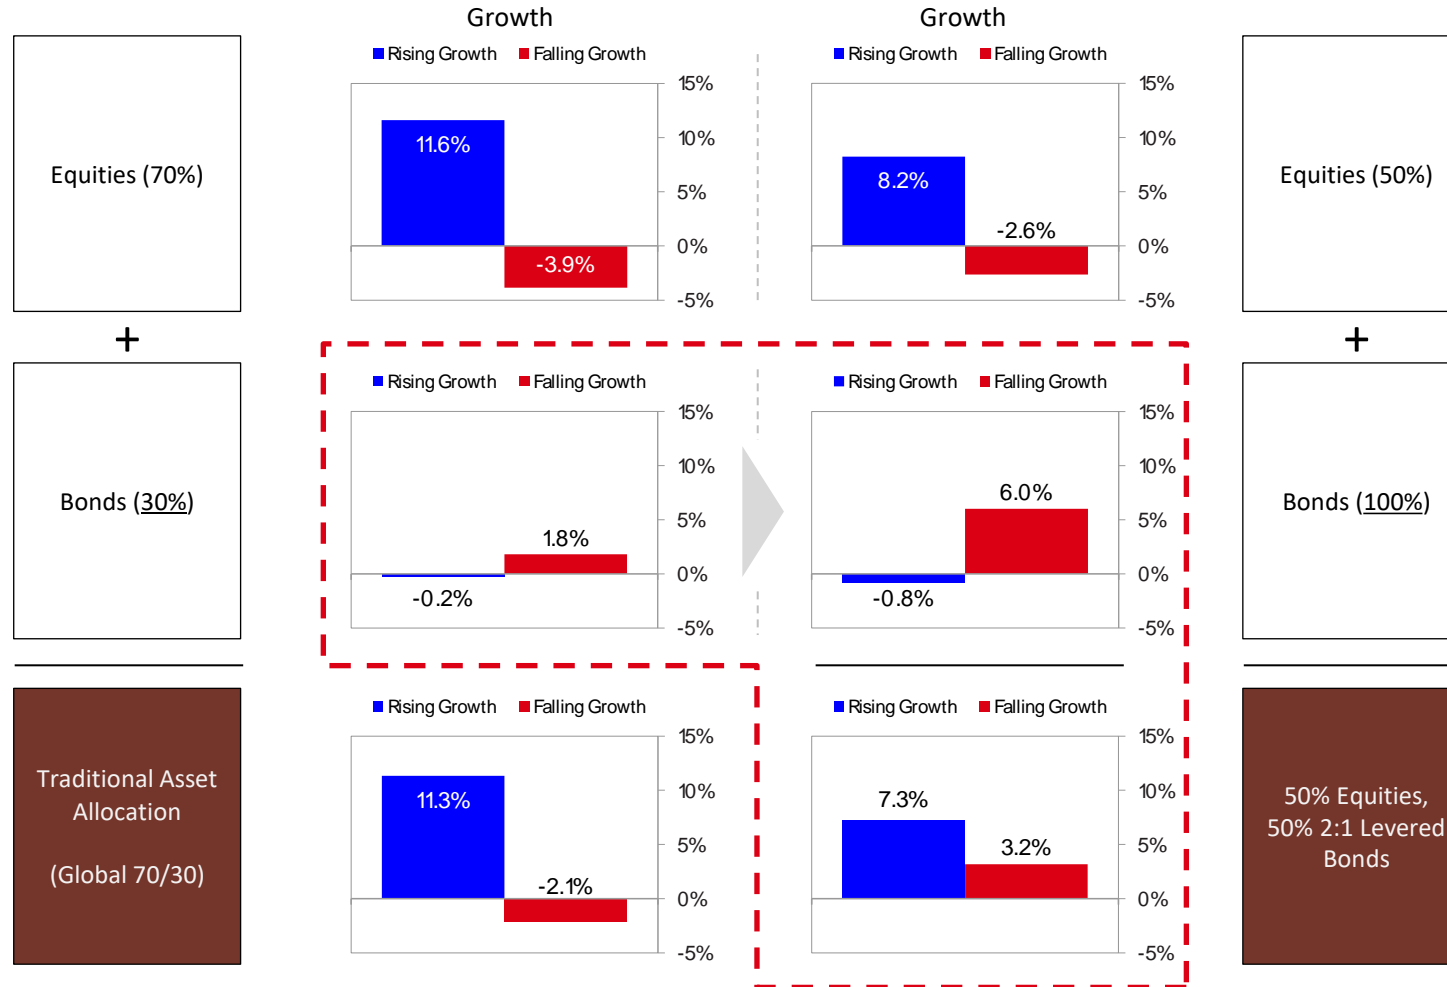 Growth
Growth
Rising Growth Falling Growth
Rising Growth Falling Growth
15%
10%
5%
0%
-5%
11.6%
-3.9%
15%
10%
5%
0%
-5%
8.2%
-2.6%
Equities (70%)
Equities (50%)
+
+
Rising Growth Falling Growth
Rising Growth Falling Growth
15%
10%
5%
0%
-5%
1.8%
-0.2%
15%
10%
5%
0%
-5%
6.0%
-0.8%
Bonds (30%)
Bonds (100%)
Rising Growth Falling Growth
Rising Growth Falling Growth
15%
10%
5%
0%
-5%
11.3%
-2.1%
15%
10%
5%
0%
-5%
7.3%
3.2%
Traditional Asset
Allocation
(Global 70/30)
50% Equities,
50% 2:1 Levered
Bonds